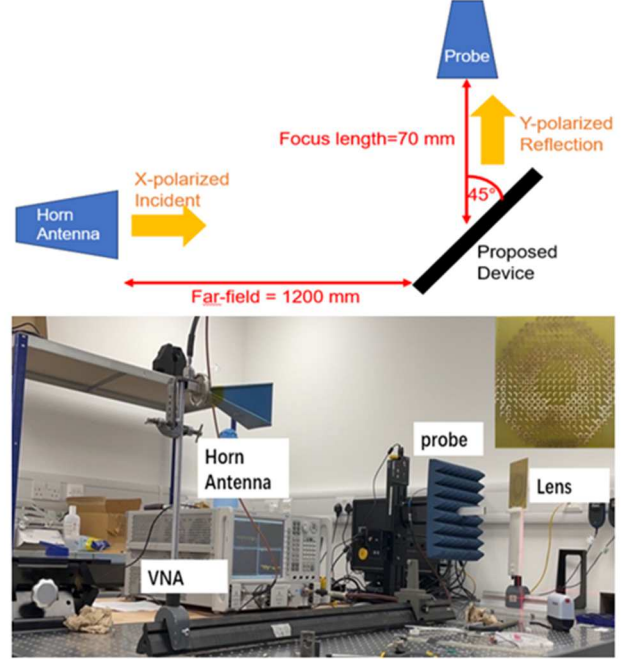 Probe
Focus length=70 mm
Y-polarized
Reflection
X-polarized
Incident
45°
Horn
Antenna
Proposed
Device
Far-field = 1200 mm
probe
Horn
Antenna
Lens
VNA